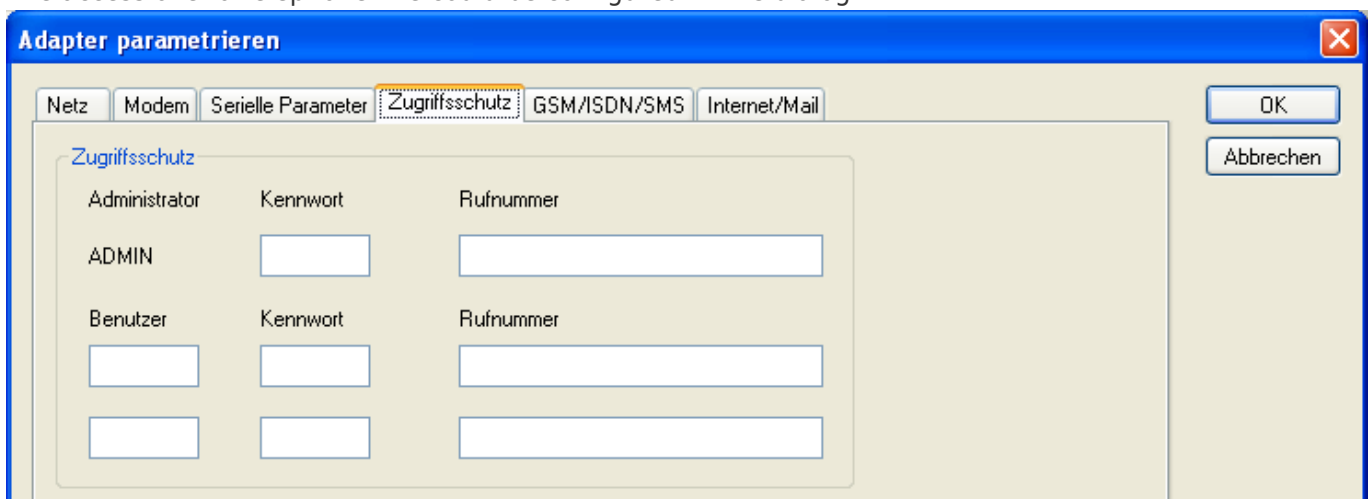 Adapter parametrieren
Netz Modem Serielle Parameter Zugriffsschutz GSM/ISDN/SMS Internet/Mail
OK
Abbrechen
Zugriffsschutz
Administrator Kennwort Rufnummer
ADMIN
Benutzer Kennwort Rufnummer